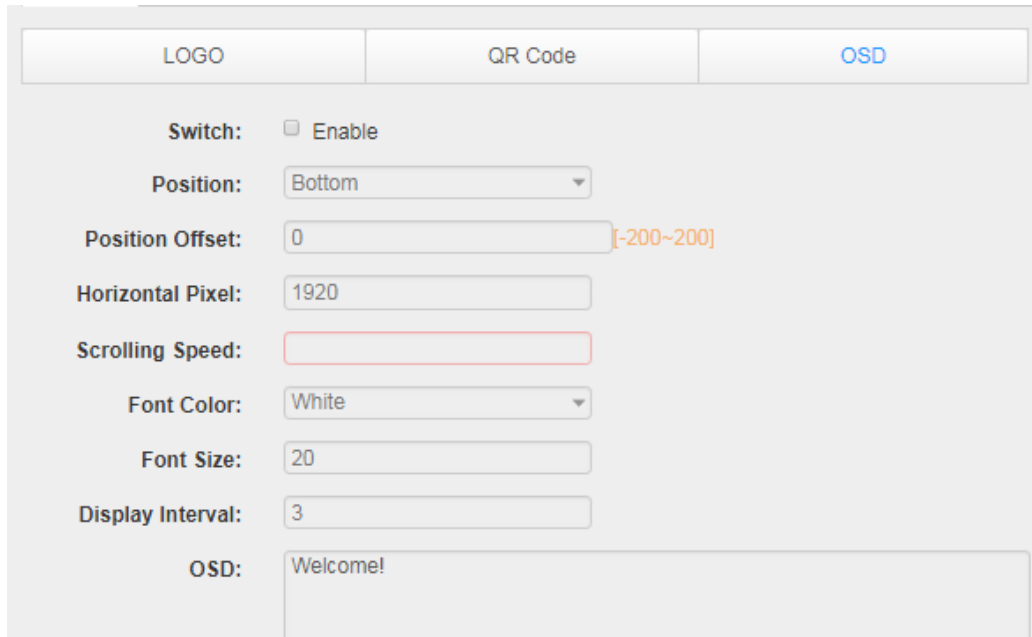 LOGO QR Code OSD
Switch: Enable
Position: Bottom
Position Offset: 0 [-200~200]
Horizontal Pixel: 1920
Scrolling Speed:
Font Color: White
Font Size: 20
Display Interval: 3
OSD: Welcome!